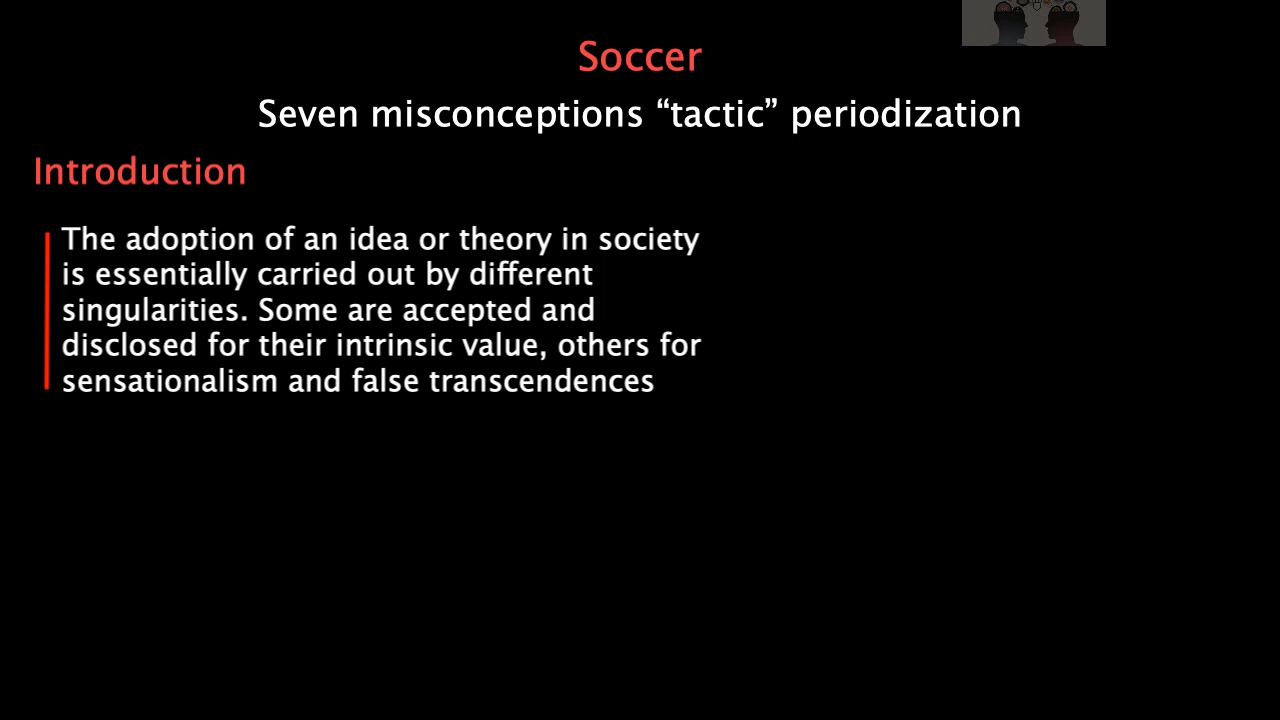 Soccer
Seven misconceptions “tactic” periodization
Introduction
The adoption of an idea or theory in society
is essentially carried out by different
singularities. Some are accepted and
disclosed for their intrinsic value, others for
sensationalism and false transcendences